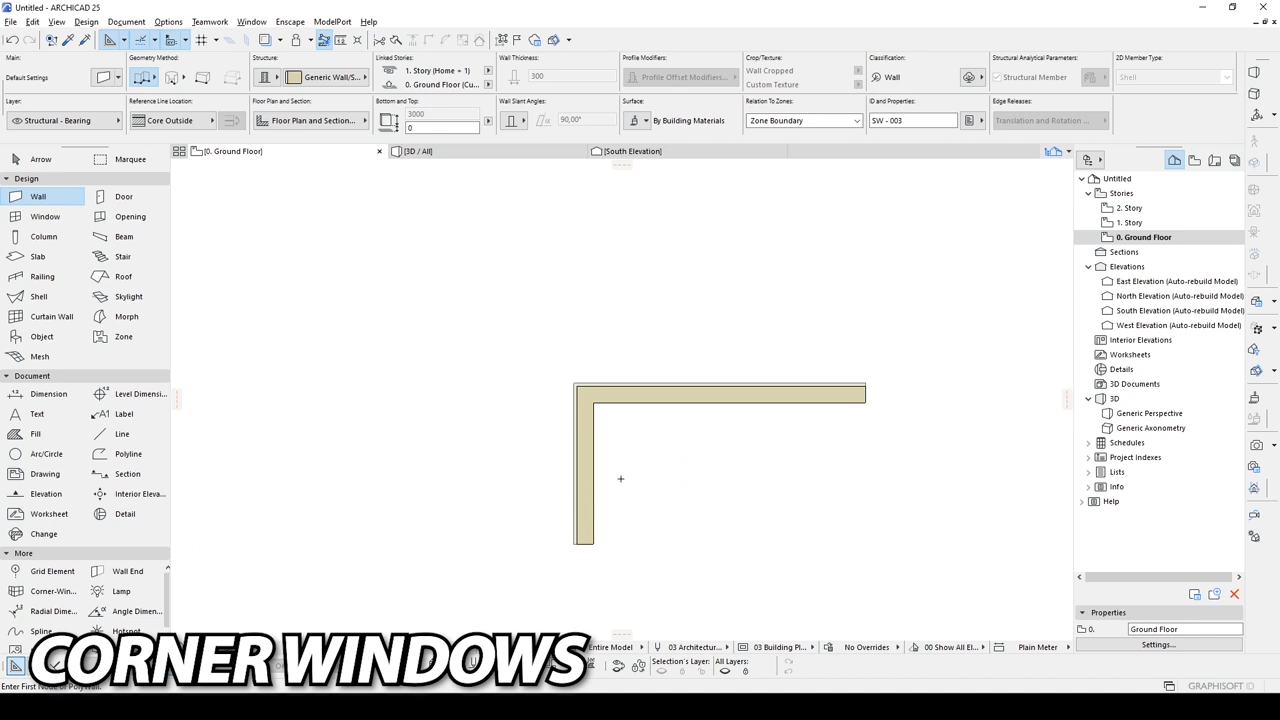 Untitled - ARCHICAD 25
File Edit View Design Document Options Teamwork Window Enscape ModelPort Help
Main: Geometry Method: Structure: Linked Stories: Wall Thickness: Crop/Texture: Classification: Structural Analytical Parameters: 2D Member Type:
Default Settings Generic Wall/S... 1. Story (Home + 1) 300 Profile Offset Modifiers... Wall Cropped Wall Structural Member Shell
0. Ground Floor (Cu... Custom Texture
Layer: Reference Line Location: Floor Plan and Section: Bottom and Top: Wall Slant Angles: Surface: Relation To Zones: ID and Properties: Edge Releases:
Structural - Bearing Core Outside Floor Plan and Section... 3000 90,00° By Building Materials Zone Boundary SW - 003 Translation and Rotation ...
0
[0. Ground Floor] [3D / All] [South Elevation]
Arrow Marquee
Design
Wall Door
Window Opening
Column Beam
Slab Stair
Railing Roof
Shell Skylight
Curtain Wall Morph
Object Zone
Mesh
Document
Dimension Level Dimensi...
Text Label
Fill Line
Arc/Circle Polyline
Drawing Section
Elevation Interior Eleva...
Worksheet Detail
Change
More
Grid Element Wall End
Corner-Win... Lamp
Radial Dime... Angle Dimen...
Spline Hotspot
Untitled
Stories
2. Story
1. Story
0. Ground Floor
Sections
Elevations
East Elevation (Auto-rebuild Model)
North Elevation (Auto-rebuild Model)
South Elevation (Auto-rebuild Model)
West Elevation (Auto-rebuild Model)
Interior Elevations
Worksheets
Details
3D Documents
3D
Generic Perspective
Generic Axonometry
Schedules
Project Indexes
Lists
Info
Help
Properties
0. Ground Floor
Settings...
CORNER WINDOWS
Entire Model 03 Architectur... 03 Building Pl... No Overrides 00 Show All El... Plain Meter
Selection's Layer: All Layers:
GRAPHISOFT ID